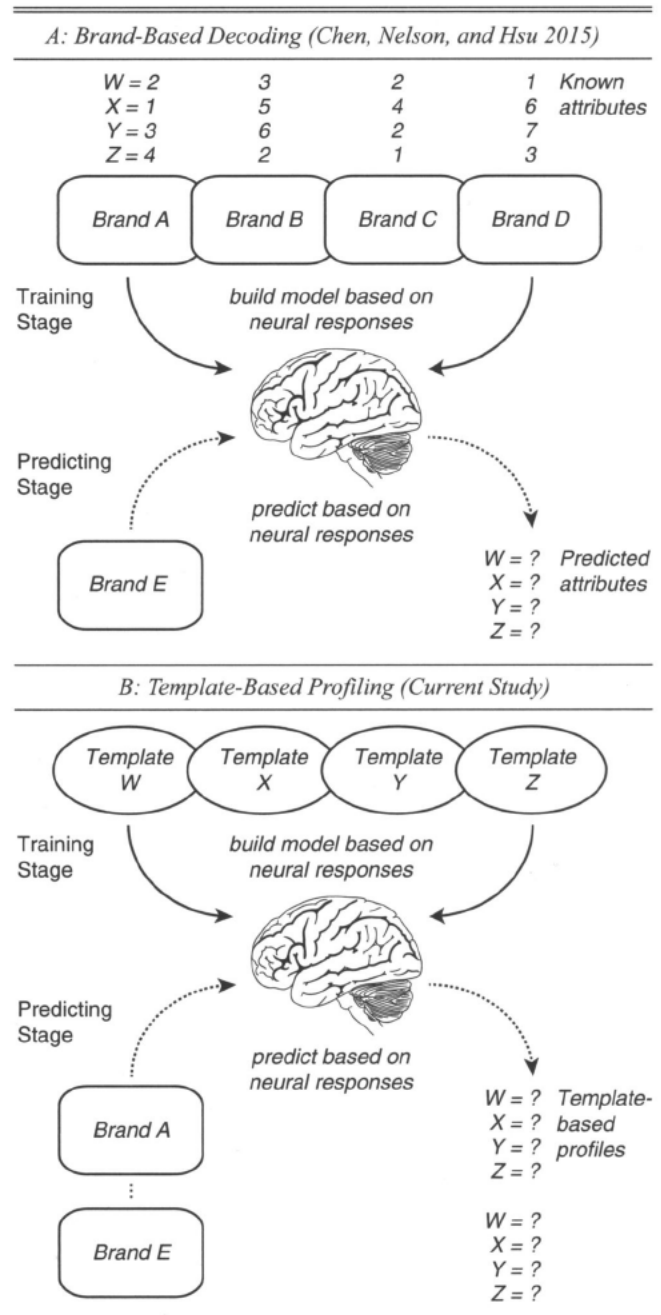 A: Brand-Based Decoding (Chen, Nelson, and Hsu 2015)
W = 2 3 2 1 Known
X = 1 5 4 6 attributes
Y = 3 6 2 7
Z = 4 2 1 3
Brand A Brand B Brand C Brand D
Training build model based on
Stage neural responses
Predicting
Stage
predict based on
neural responses
Brand E
W = ? Predicted
X = ? attributes
Y = ?
Z = ?
B: Template-Based Profiling (Current Study)
Template Template Template Template
W X Y Z
Training build model based on
Stage neural responses
Predicting
Stage
predict based on
neural responses
Brand A
W = ? Template-
X = ? based
Y = ? profiles
Z = ?
Brand E
W = ?
X = ?
Y = ?
Z = ?